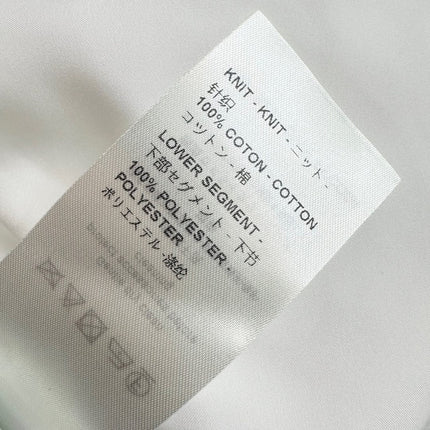 KNIT - KNIT - ニット -
针织
100% COTON - COTTON
コットン - 棉
LOWER SEGMENT -
下部セグメント - 下节
100% POLYESTER -
POLYESTER
ポリエステル -涤纶